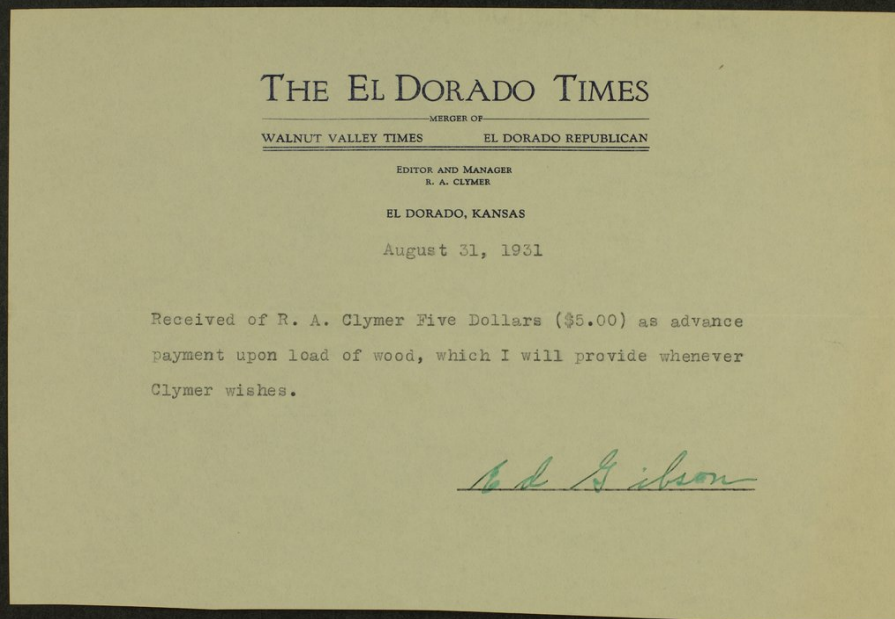 THE EL DORADO TIMES
MERGER OF
WALNUT VALLEY TIMES EL DORADO REPUBLICAN
EDITOR AND MANAGER
R. A. CLYMER
EL DORADO, KANSAS
August 31, 1931
Received of R. A. Clymer Five Dollars ($5.00) as advance
payment upon load of wood, which I will provide whenever
Clymer wishes.
Ed Gibson